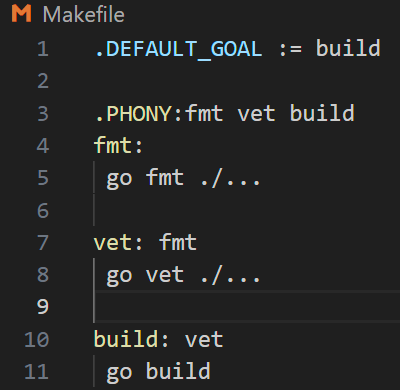 Makefile
1 .DEFAULT_GOAL := build
2
3 .PHONY:fmt vet build
4 fmt:
5 go fmt ./...
6
7 vet: fmt
8 go vet ./...
9
10 build: vet
11 go build